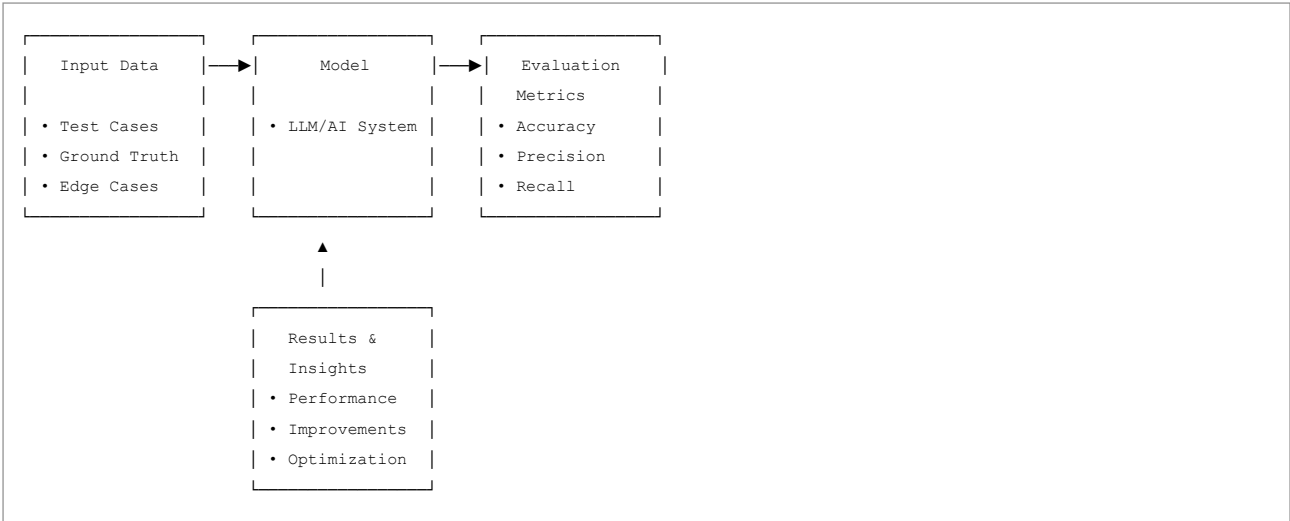 Input Data
• Test Cases
• Ground Truth
• Edge Cases
Model
• LLM/AI System
Evaluation
Metrics
• Accuracy
• Precision
• Recall
Results &
Insights
• Performance
• Improvements
• Optimization